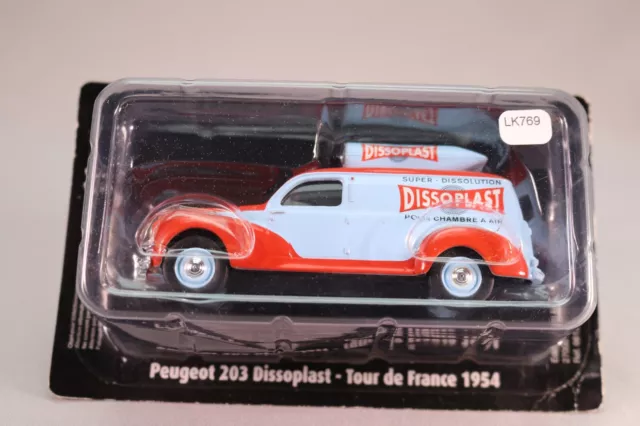 LK769
DISSOPLAST
SUPER - DISSOLUTION
DISSOPLAST
POUR CHAMBRE A AIR
Peugeot 203 Dissoplast - Tour de France 1954